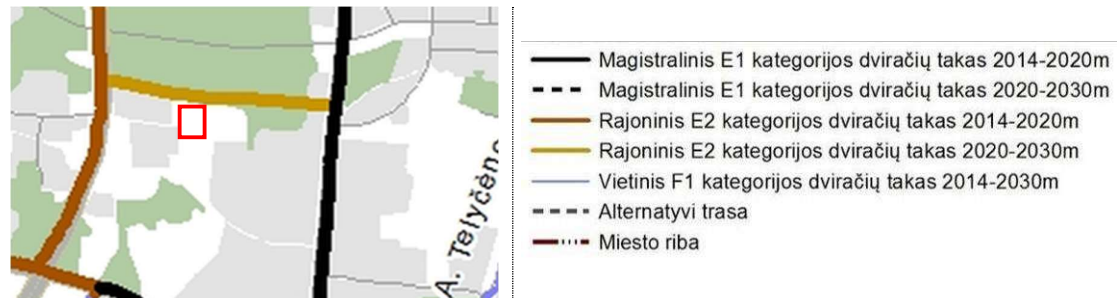 A. Telyčėno
Magistralinis E1 kategorijos dviračių takas 2014-2020m
Magistralinis E1 kategorijos dviračių takas 2020-2030m
Rajoninis E2 kategorijos dviračių takas 2014-2020m
Rajoninis E2 kategorijos dviračių takas 2020-2030m
Vietinis F1 kategorijos dviračių takas 2014-2030m
Alternatyvi trasa
Miesto riba